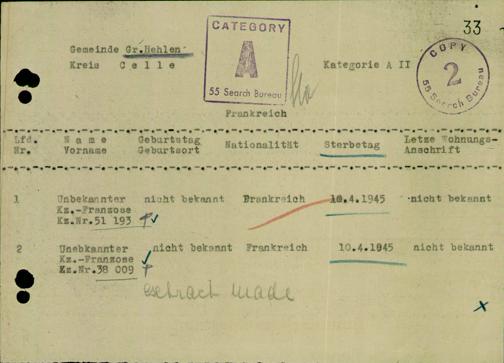 33
CATEGORY
A
55 Search Bureau
COPY
2
55 Search Bureau
Gemeinde Gr.Hehlen
Kreis Celle
Kategorie A II
Frankreich
Lfd. Name Geburtstag Nationalität Sterbetag Letze Wohnungs-
Nr. Vorname Geburtsort Anschrift
1 Unbekannter nicht bekannt Frankreich 10.4.1945 nicht bekannt
Kz.-Franzose
Kz.Nr.51 193
2 Unebkannter nicht bekannt Frankreich 10.4.1945 nicht bekannt
Kz.-Franzose
Kz.Nr.38 009
extract made
x